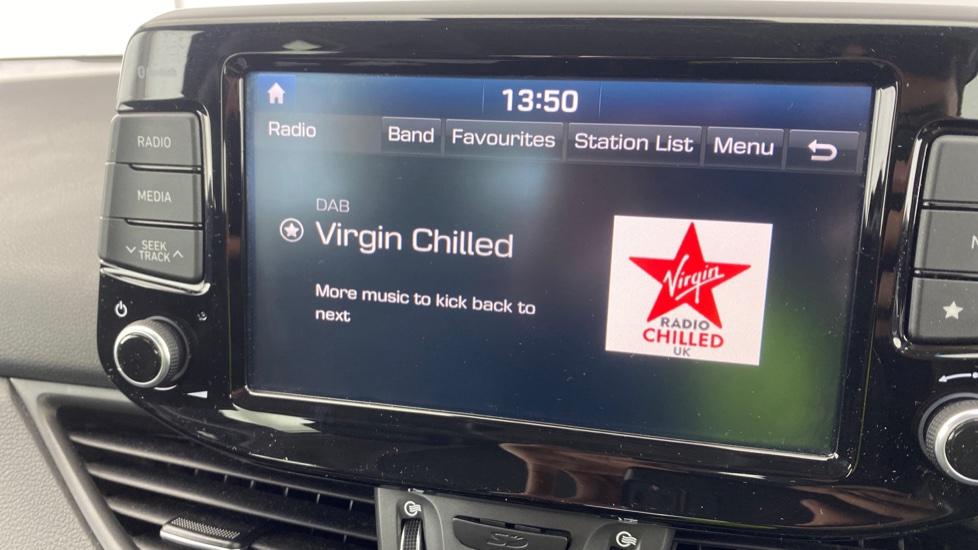 13:50
Radio
Band
Favourites
Station List
Menu
RADIO
MEDIA
SEEK
TRACK
DAB
Virgin Chilled
More music to kick back to
next
Virgin
RADIO
CHILLED
UK
SD